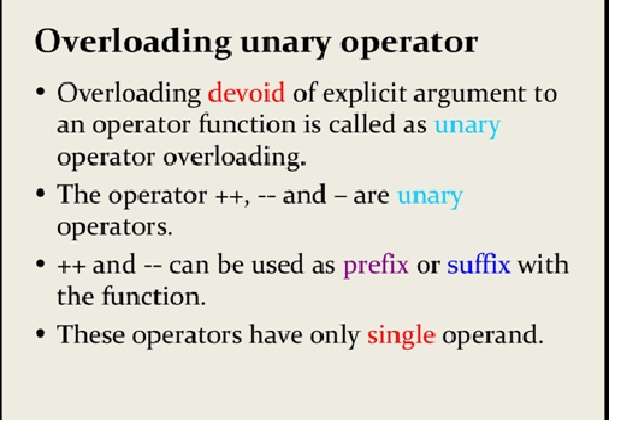 Overloading unary operator
• Overloading devoid of explicit argument to
an operator function is called as unary
operator overloading.
• The operator ++, -- and – are unary
operators.
• ++ and -- can be used as prefix or suffix with
the function.
• These operators have only single operand.